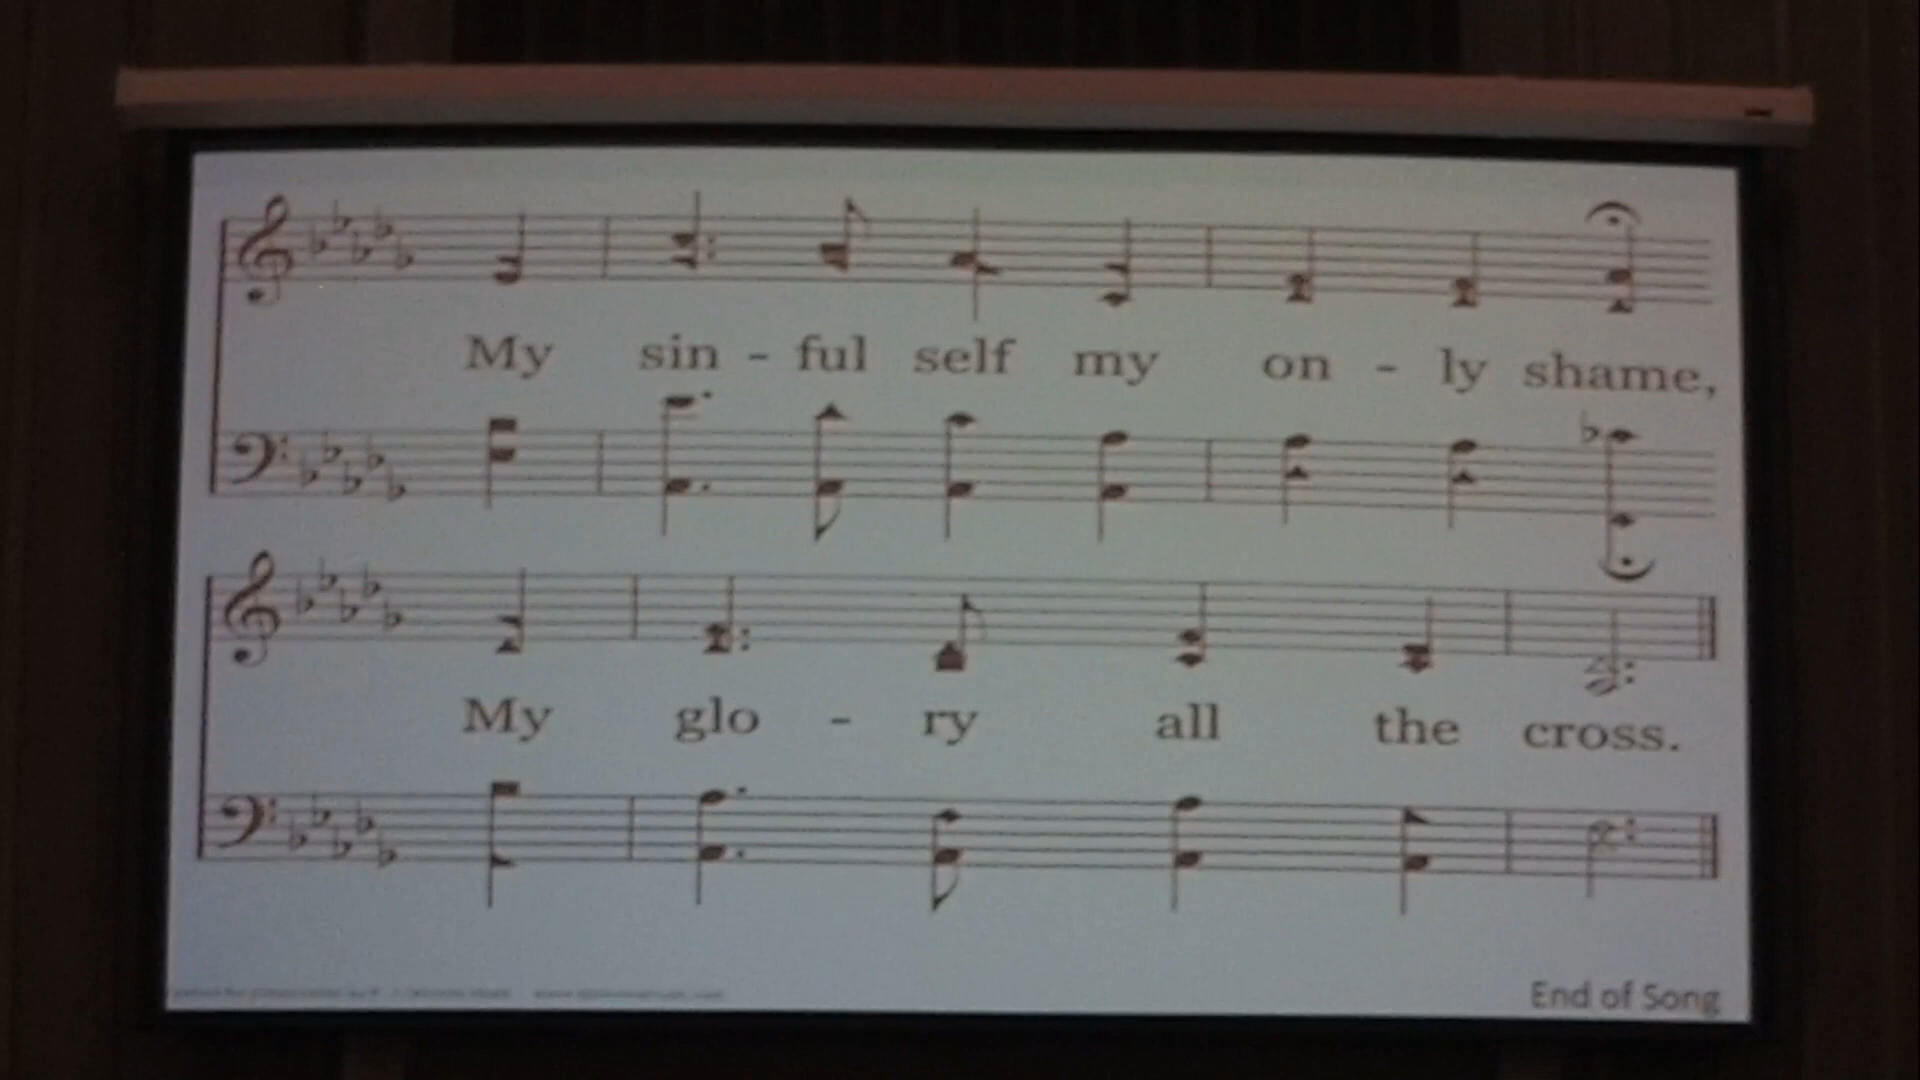 My sin - ful self my on - ly shame,
My glo - ry all the cross.
End of Song